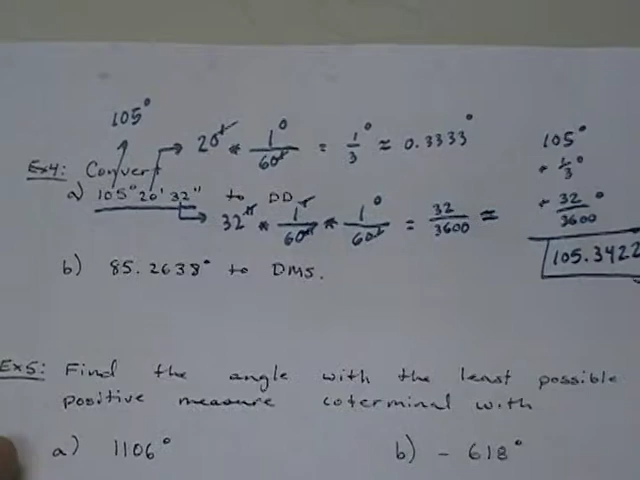 105°
20' * 1° / 60' = 1/3° ≈ 0.3333°
Ex4: Convert
a) 105° 20' 32" to DD
32" * 1' / 60" * 1° / 60' = 32/3600 ≈
105°
+ 1/3°
+ 32/3600°
105.3422
b) 85.2638° to DMS.
Ex5: Find the angle with the least possible
positive measure coterminal with
a) 1106°
b) - 618°